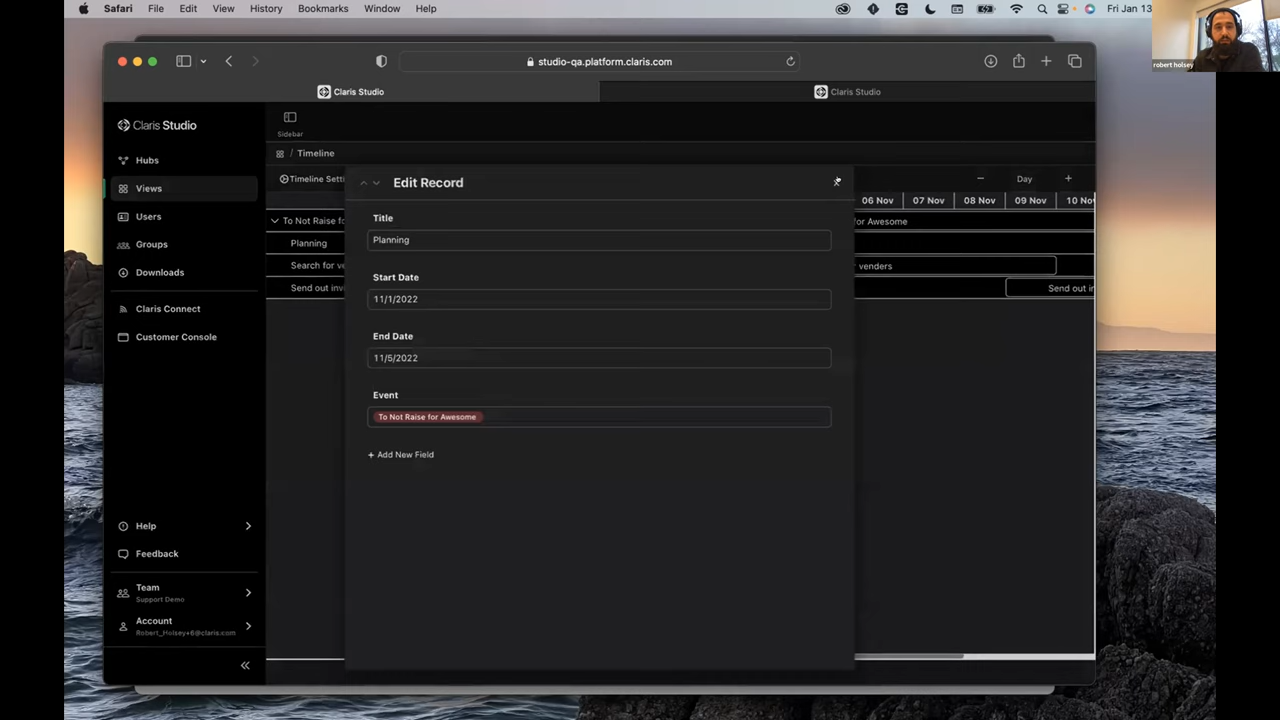 Safari File Edit View History Bookmarks Window Help
Fri Jan 13
robert holsey
studio-qa.platform.claris.com
Claris Studio
Claris Studio
Claris Studio
Hubs
Views
Users
Groups
Downloads
Claris Connect
Customer Console
Help
Feedback
Team
Support Demo
Account
Robert_Holsey+6@claris.com
Sidebar
/ Timeline
Timeline Setti
Day
06 Nov 07 Nov 08 Nov 09 Nov 10 Nov
To Not Raise fo
r Awesome
Planning
Search for ve
venders
Send out inv
Send out in
Edit Record
Title
Planning
Start Date
11/1/2022
End Date
11/5/2022
Event
To Not Raise for Awesome
+ Add New Field